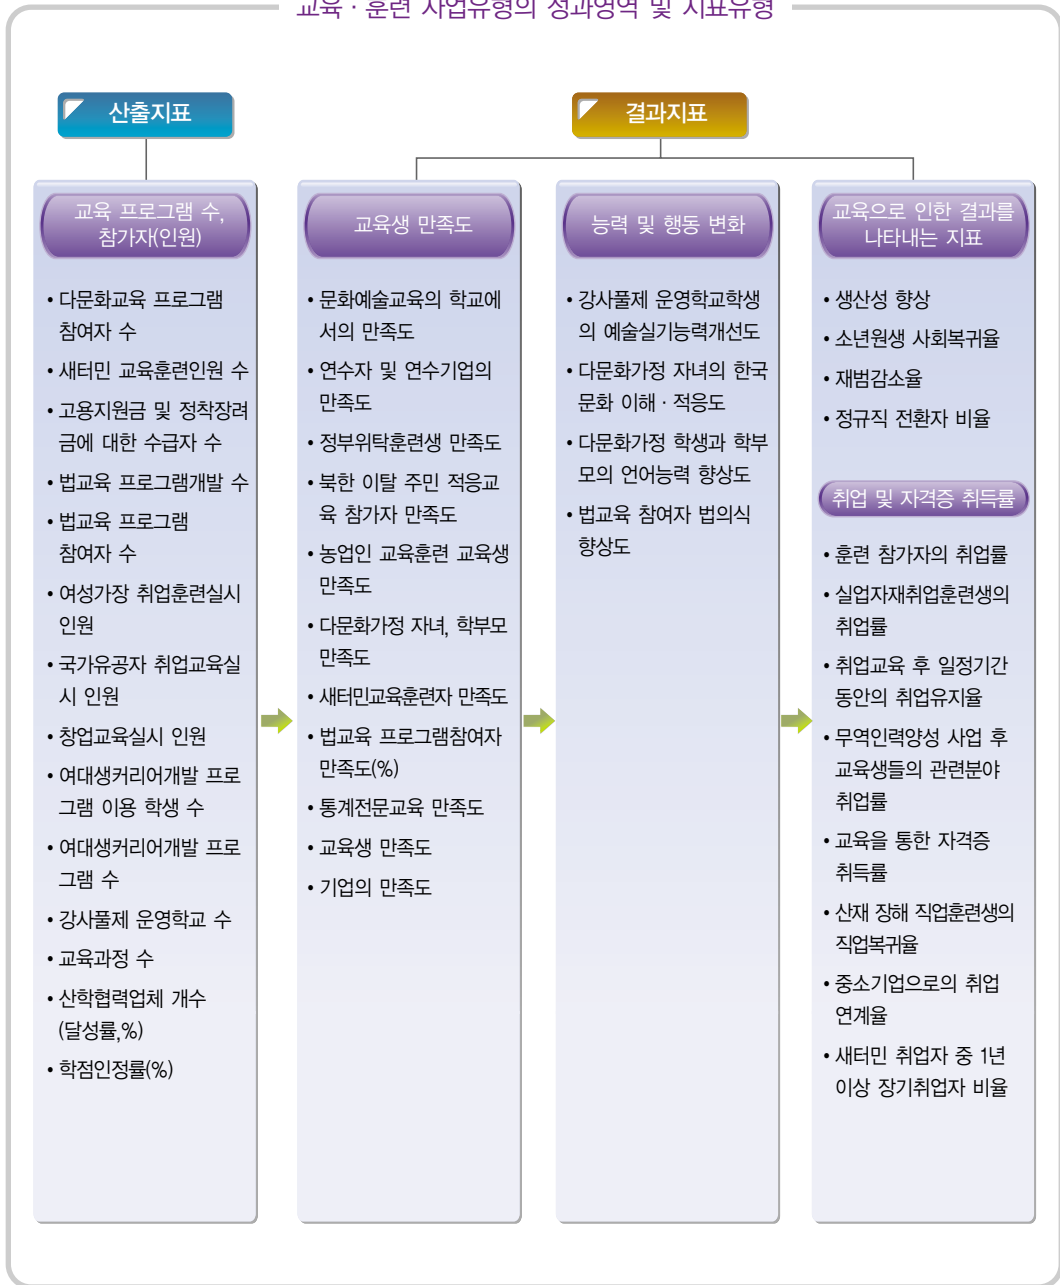 교육 · 훈련 사업유형의 성과영역 및 지표유형
산출지표
결과지표
교육 프로그램 수,
참가자(인원)
• 다문화교육 프로그램
참여자 수
• 새터민 교육훈련인원 수
• 고용지원금 및 정착장려
금에 대한 수급자 수
• 법교육 프로그램개발 수
• 법교육 프로그램
참여자 수
• 여성가장 취업훈련실시
인원
• 국가유공자 취업교육실
시 인원
• 창업교육실시 인원
• 여대생커리어개발 프로
그램 이용 학생 수
• 여대생커리어개발 프로
그램 수
• 강사풀제 운영학교 수
• 교육과정 수
• 산학협력업체 개수
(달성률,%)
• 학점인정률(%)
교육생 만족도
• 문화예술교육의 학교에
서의 만족도
• 연수자 및 연수기업의
만족도
• 정부위탁훈련생 만족도
• 북한 이탈 주민 적응교
육 참가자 만족도
• 농업인 교육훈련 교육생
만족도
• 다문화가정 자녀, 학부모
만족도
• 새터민교육훈련자 만족도
• 법교육 프로그램참여자
만족도(%)
• 통계전문교육 만족도
• 교육생 만족도
• 기업의 만족도
능력 및 행동 변화
• 강사풀제 운영학교학생
의 예술실기능력개선도
• 다문화가정 자녀의 한국
문화 이해 · 적응도
• 다문화가정 학생과 학부
모의 언어능력 향상도
• 법교육 참여자 법의식
향상도
교육으로 인한 결과를
나타내는 지표
• 생산성 향상
• 소년원생 사회복귀율
• 재범감소율
• 정규직 전환자 비율
취업 및 자격증 취득률
• 훈련 참가자의 취업률
• 실업자재취업훈련생의
취업률
• 취업교육 후 일정기간
동안의 취업유지율
• 무역인력양성 사업 후
교육생들의 관련분야
취업률
• 교육을 통한 자격증
취득률
• 산재 장해 직업훈련생의
직업복귀율
• 중소기업으로의 취업
연계율
• 새터민 취업자 중 1년
이상 장기취업자 비율